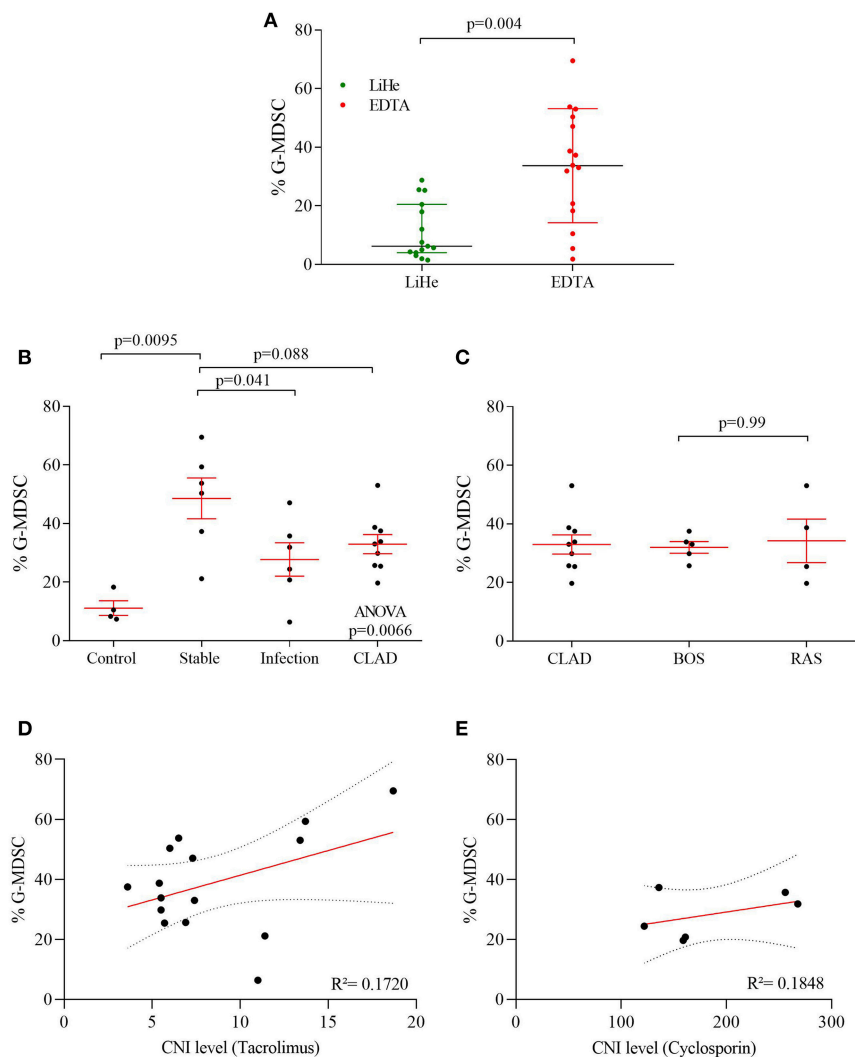 A
p=0.004
80
60
40
20
0
% G-MDSC
LiHe
EDTA
LiHe
EDTA
B
p=0.0095
p=0.088
p=0.041
80
60
40
20
0
% G-MDSC
ANOVA
p=0.0066
Control
Stable
Infection
CLAD
C
p=0.99
80
60
40
20
0
% G-MDSC
CLAD
BOS
RAS
D
80
60
40
20
0
% G-MDSC
R²= 0.1720
0
5
10
15
20
CNI level (Tacrolimus)
E
80
60
40
20
0
% G-MDSC
R²= 0.1848
0
100
200
300
CNI level (Cyclosporin)